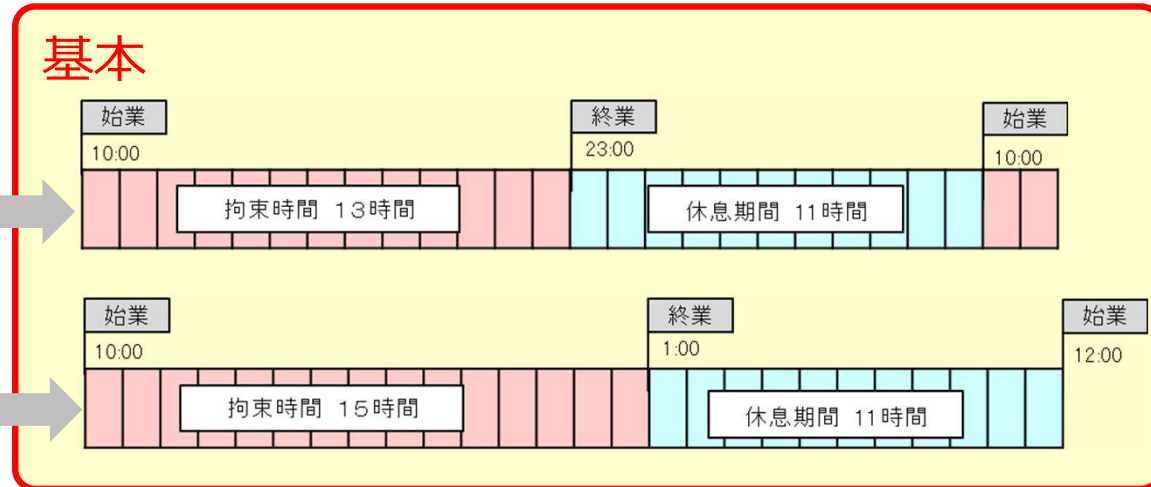 基本
始業 終業 始業
10:00 23:00 10:00
拘束時間 13時間 休息期間 11時間
始業 終業 始業
10:00 1:00 12:00
拘束時間 15時間 休息期間 11時間